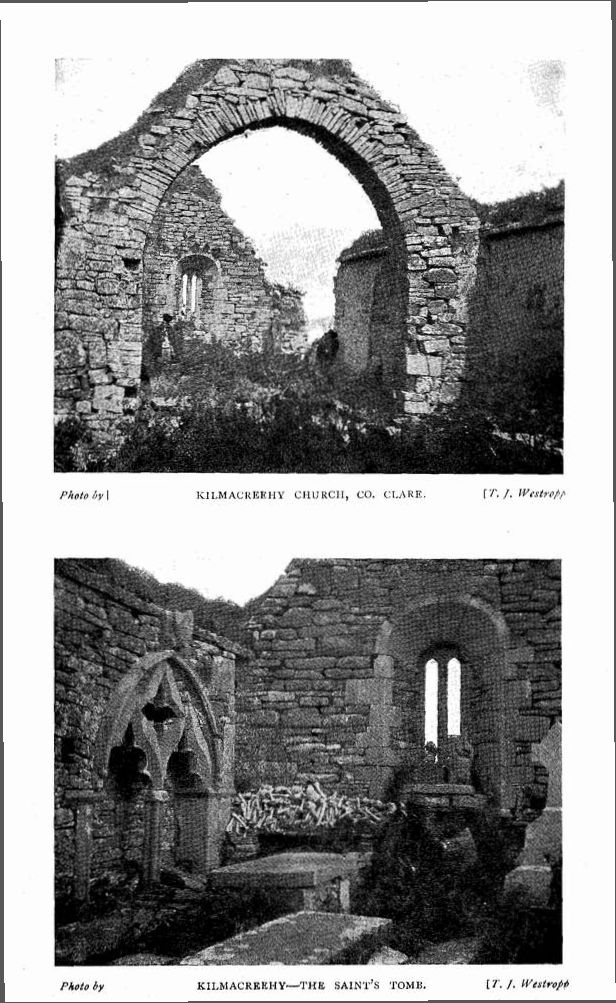 Photo by] KILMACREEHY CHURCH, CO. CLARE. [T. J. Westropp
Photo by KILMACREEHY—THE SAINT'S TOMB. [T. J. Westropp